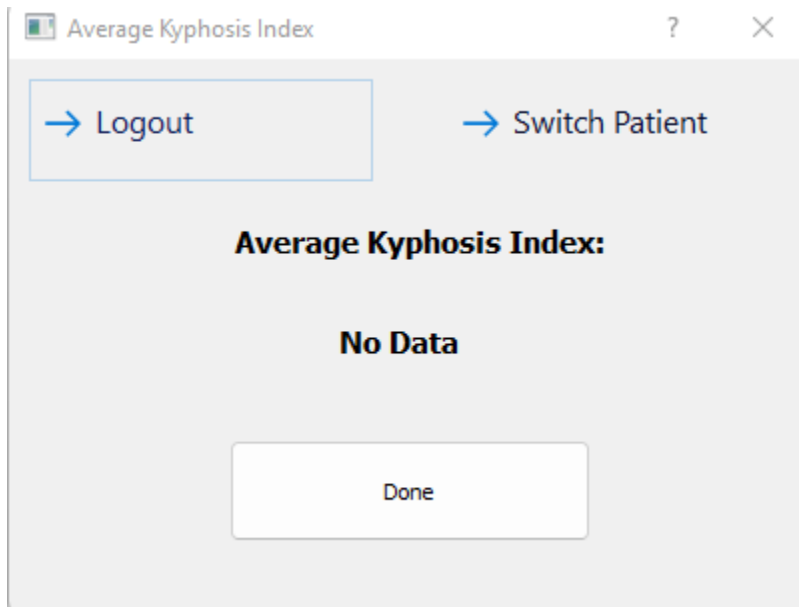 Average Kyphosis Index ?
→ Logout → Switch Patient
Average Kyphosis Index:
No Data
Done